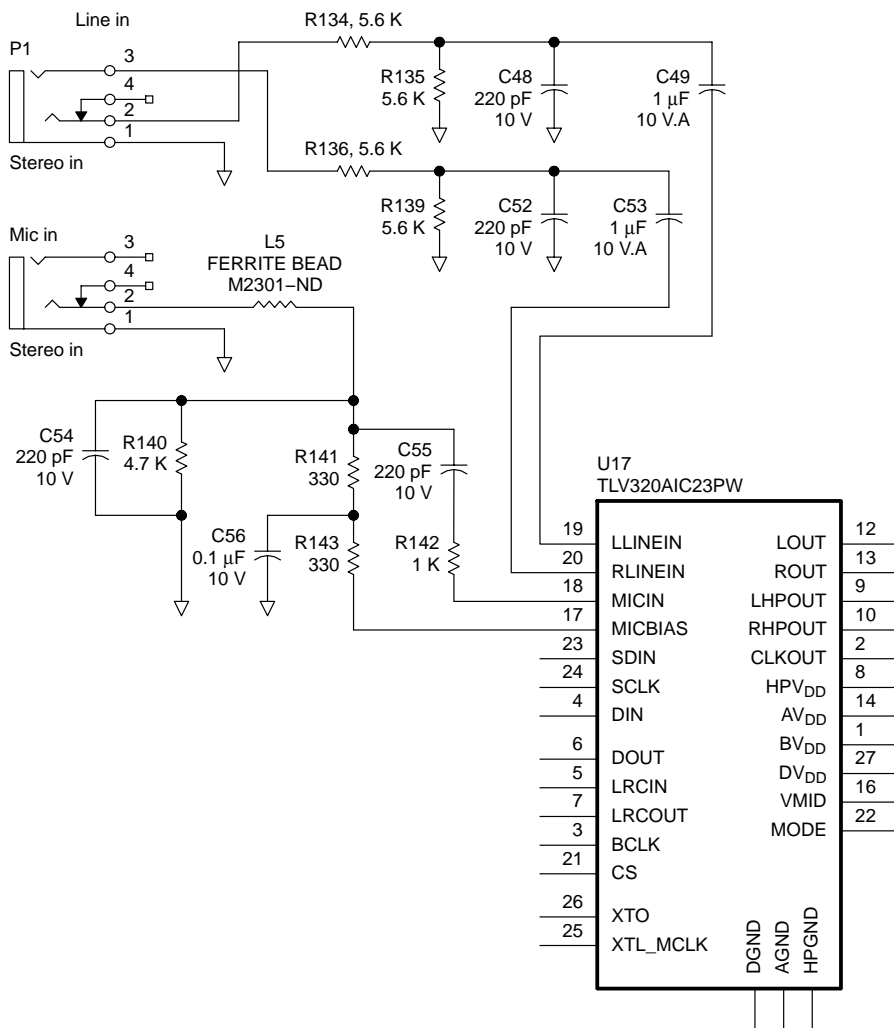 Line in
P1
3
4
2
1
Stereo in
R134, 5.6 K
R135
5.6 K
C48
220 pF
10 V
C49
1 μF
10 V.A
R136, 5.6 K
R139
5.6 K
C52
220 pF
10 V
C53
1 μF
10 V.A
Mic in
3
4
2
1
Stereo in
L5
FERRITE BEAD
M2301–ND
C54
220 pF
10 V
R140
4.7 K
R141
330
C55
220 pF
10 V
C56
0.1 μF
10 V
R143
330
R142
1 K
U17
TLV320AIC23PW
19 LLINEIN
20 RLINEIN
18 MICIN
17 MICBIAS
23 SDIN
24 SCLK
4 DIN
6 DOUT
5 LRCIN
7 LRCOUT
3 BCLK
21 CS
26 XTO
25 XTL_MCLK
LOUT 12
ROUT 13
LHPOUT 9
RHPOUT 10
CLKOUT 2
HPVDD 8
AVDD 14
BVDD 1
DVDD 27
VMID 16
MODE 22
DGND
AGND
HPGND